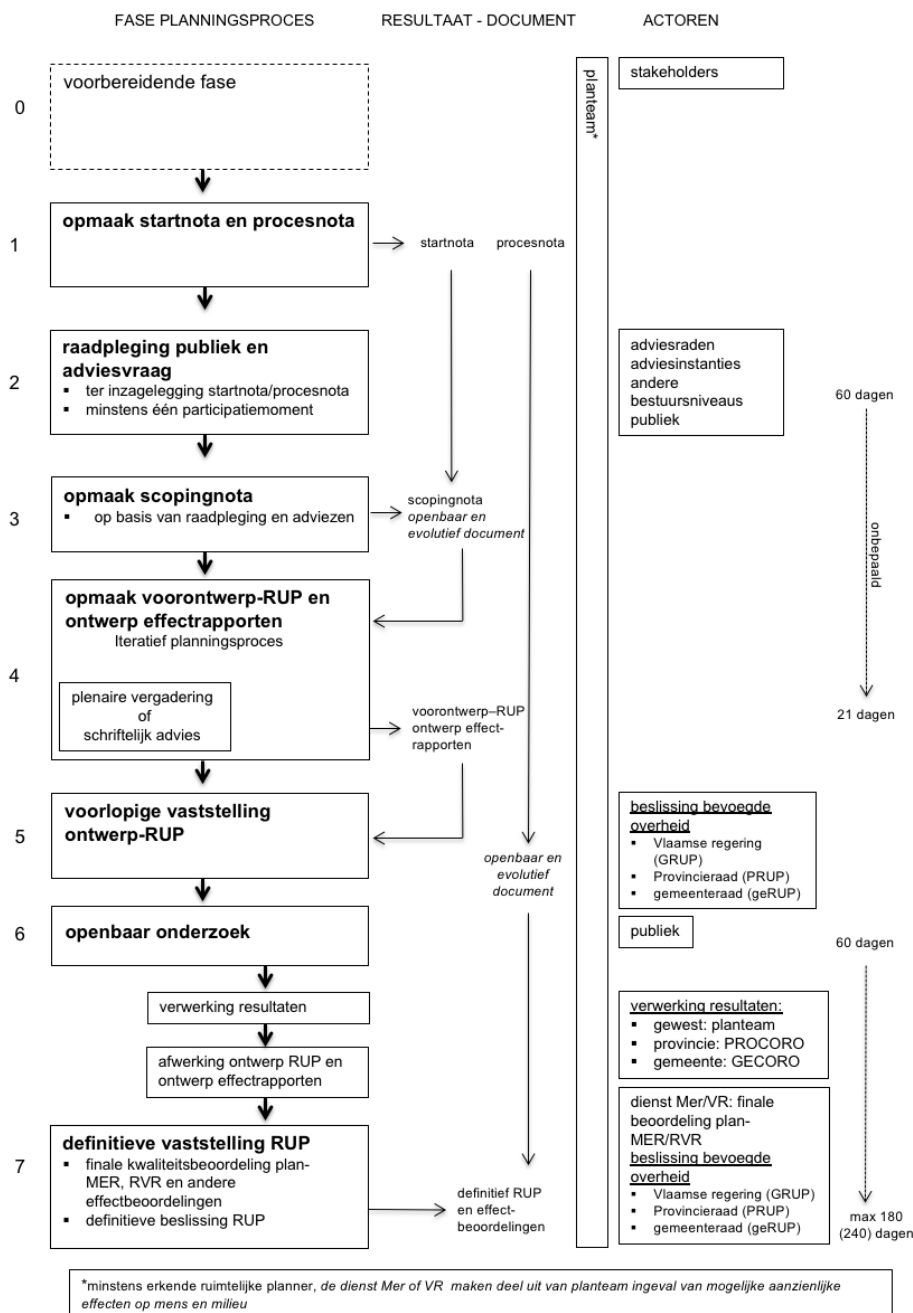 FASE PLANNINGSPROCES
RESULTAAT - DOCUMENT
ACTOREN
0
voorbereidende fase
planteam*
stakeholders
1
opmaak startnota en procesnota
startnota
procesnota
2
raadpleging publiek en
adviesvraag
▪ ter inzagelegging startnota/procesnota
▪ minstens één participatiemoment
adviesraden
adviesinstanties
andere
bestuursniveaus
publiek
60 dagen
3
opmaak scopingnota
▪ op basis van raadpleging en adviezen
scopingnota
openbaar en
evolutief document
onbepaald
4
opmaak voorontwerp-RUP en
ontwerp effectrapporten
Iteratief planningsproces
plenaire vergadering
of
schriftelijk advies
voorontwerp–RUP
ontwerp effect-
rapporten
21 dagen
5
voorlopige vaststelling
ontwerp-RUP
openbaar en
evolutief
document
beslissing bevoegde
overheid
▪ Vlaamse regering
(GRUP)
▪ Provincieraad (PRUP)
▪ gemeenteraad (geRUP)
6
openbaar onderzoek
publiek
60 dagen
verwerking resultaten
verwerking resultaten:
▪ gewest: planteam
▪ provincie: PROCORO
▪ gemeente: GECORO
afwerking ontwerp RUP en
ontwerp effectrapporten
7
definitieve vaststelling RUP
▪ finale kwaliteitsbeoordeling plan-
MER, RVR en andere
effectbeoordelingen
▪ definitieve beslissing RUP
definitief RUP
en effect-
beoordelingen
dienst Mer/VR: finale
beoordeling plan-
MER/RVR
beslissing bevoegde
overheid
▪ Vlaamse regering (GRUP)
▪ Provincieraad (PRUP)
▪ gemeenteraad (geRUP)
max 180
(240) dagen
*minstens erkende ruimtelijke planner, de dienst Mer of VR maken deel uit van planteam ingeval van mogelijke aanzienlijke
effecten op mens en milieu